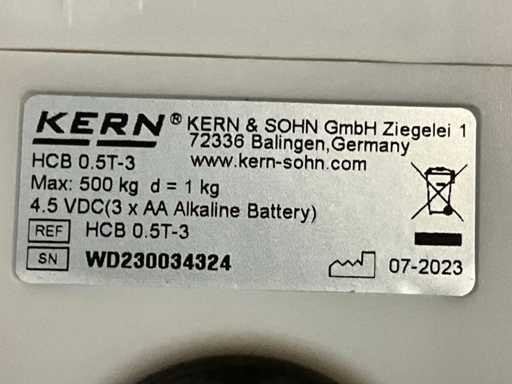 KERN® KERN & SOHN GmbH Ziegelei 1
72336 Balingen,Germany
HCB 0.5T-3 www.kern-sohn.com
Max: 500 kg d = 1 kg
4.5 VDC(3 x AA Alkaline Battery)
REF HCB 0.5T-3
SN WD230034324 07-2023